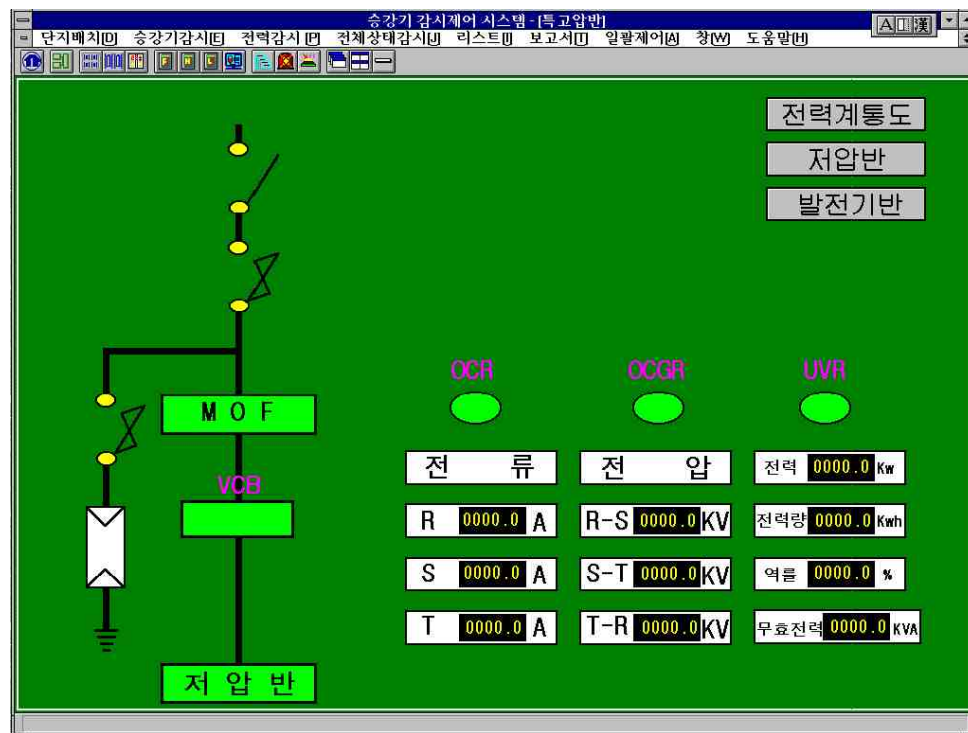 승강기 감시제어 시스템 - [특고압반]
A 漢
단지배치[D] 승강기감시[E] 전력감시 [P] 전체상태감시[J] 리스트[I] 보고서[T] 일괄제어[A] 창[W] 도움말[H]
전력계통도
저압반
발전기반
OCR OCGR UVR
M O F
VCB
전 류 전 압 전력 0000.0 Kw
R 0000.0 A R-S 0000.0 KV 전력량 0000.0 Kwh
S 0000.0 A S-T 0000.0 KV 역률 0000.0 %
T 0000.0 A T-R 0000.0 KV 무효전력 0000.0 KVA
저 압 반